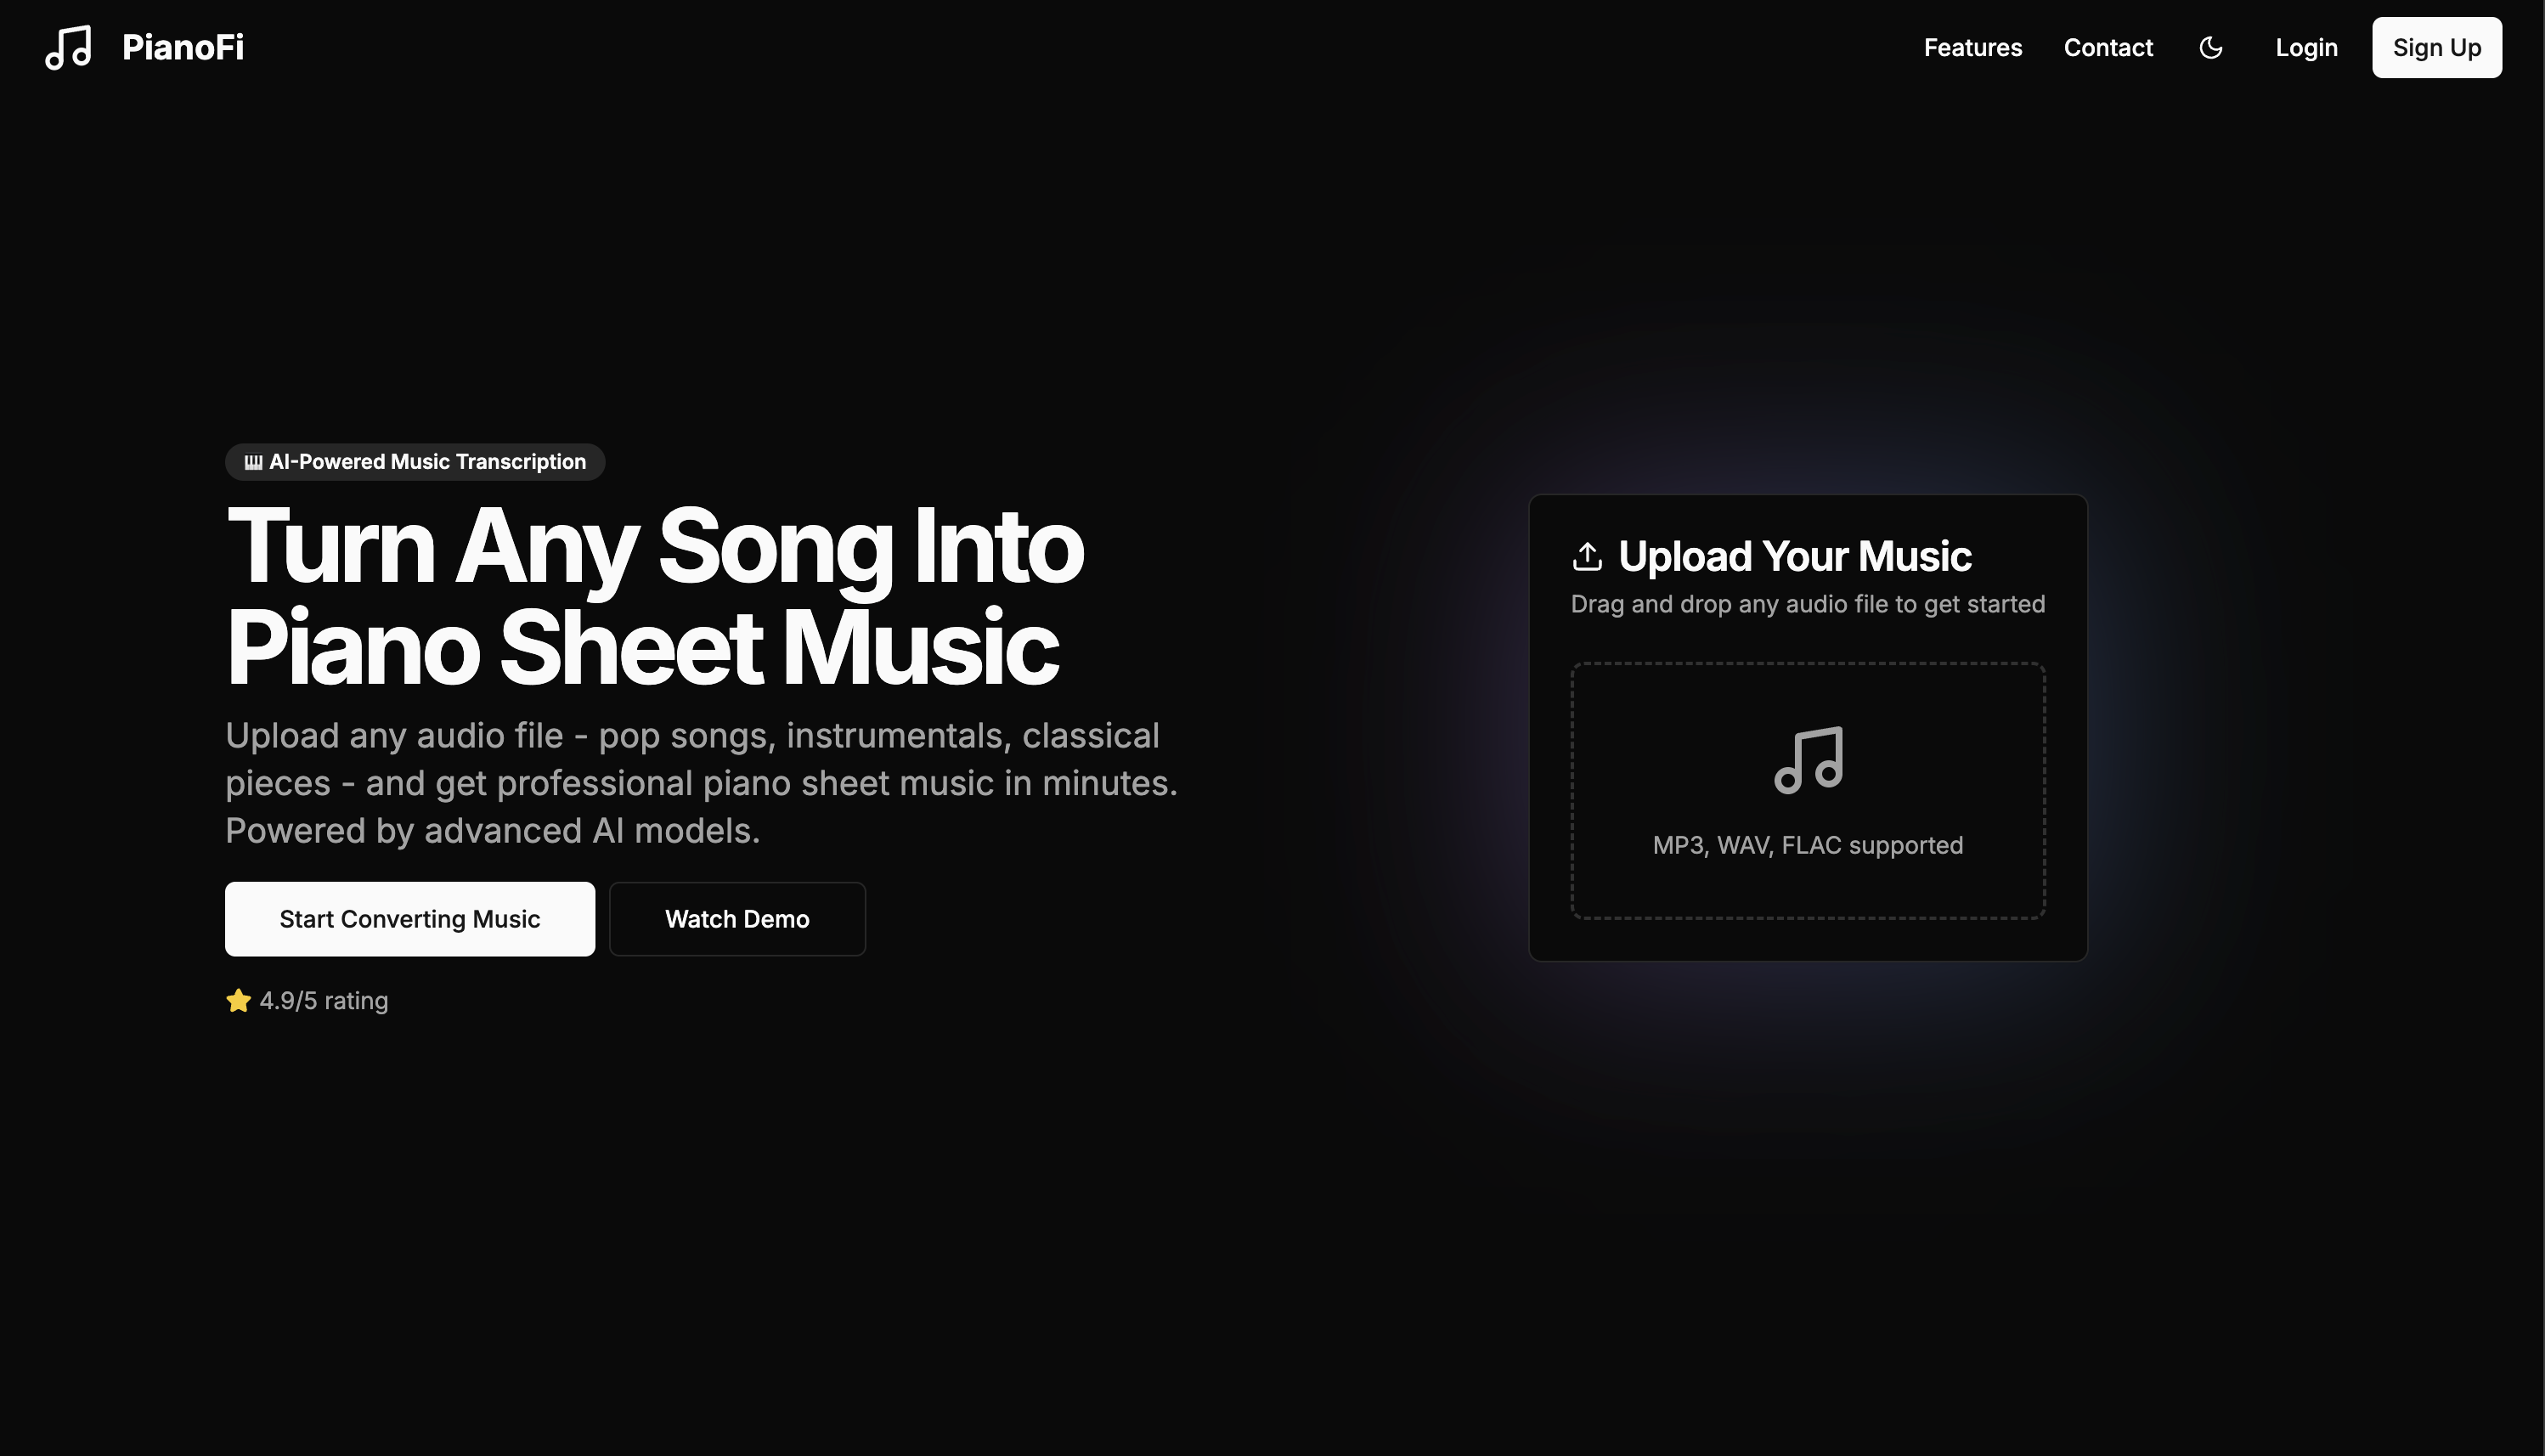 PianoFi
Features
Contact
Login
Sign Up
🎹 AI-Powered Music Transcription
Turn Any Song Into
Piano Sheet Music
Upload any audio file - pop songs, instrumentals, classical
pieces - and get professional piano sheet music in minutes.
Powered by advanced AI models.
Start Converting Music
Watch Demo
⭐ 4.9/5 rating
Upload Your Music
Drag and drop any audio file to get started
MP3, WAV, FLAC supported